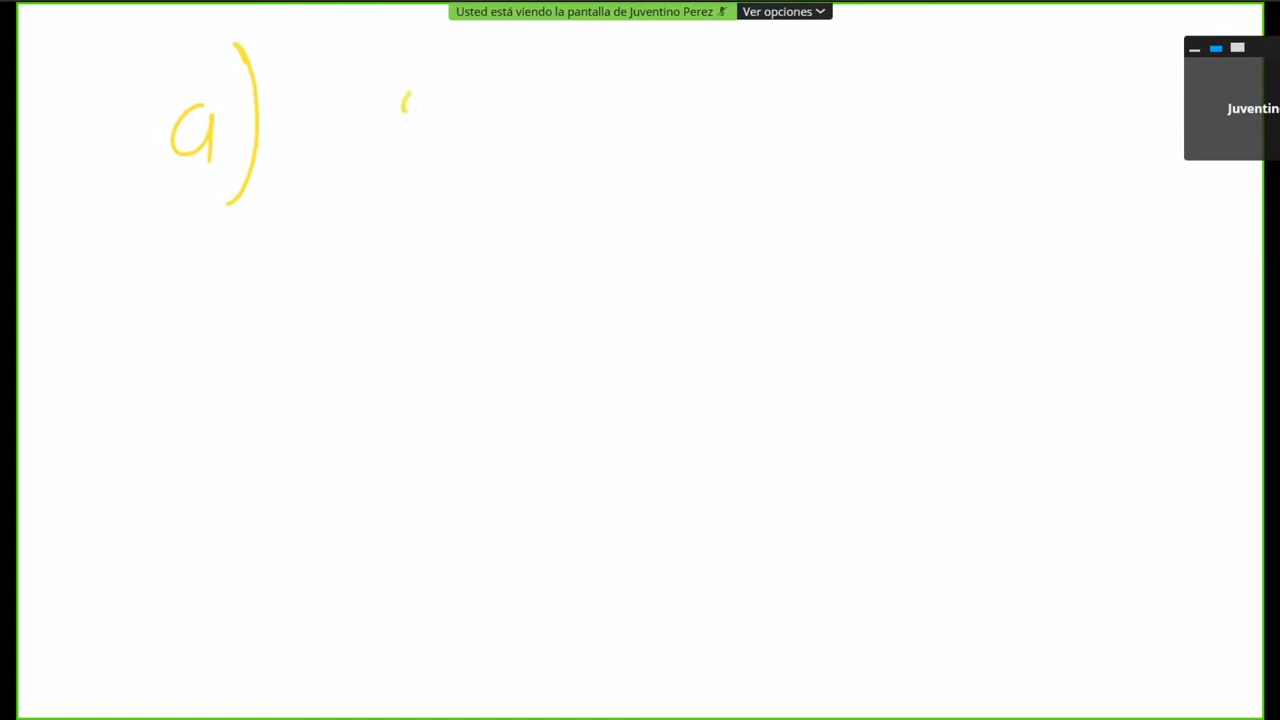 Usted está viendo la pantalla de Juventino Perez Ver opciones
a)
Juventin